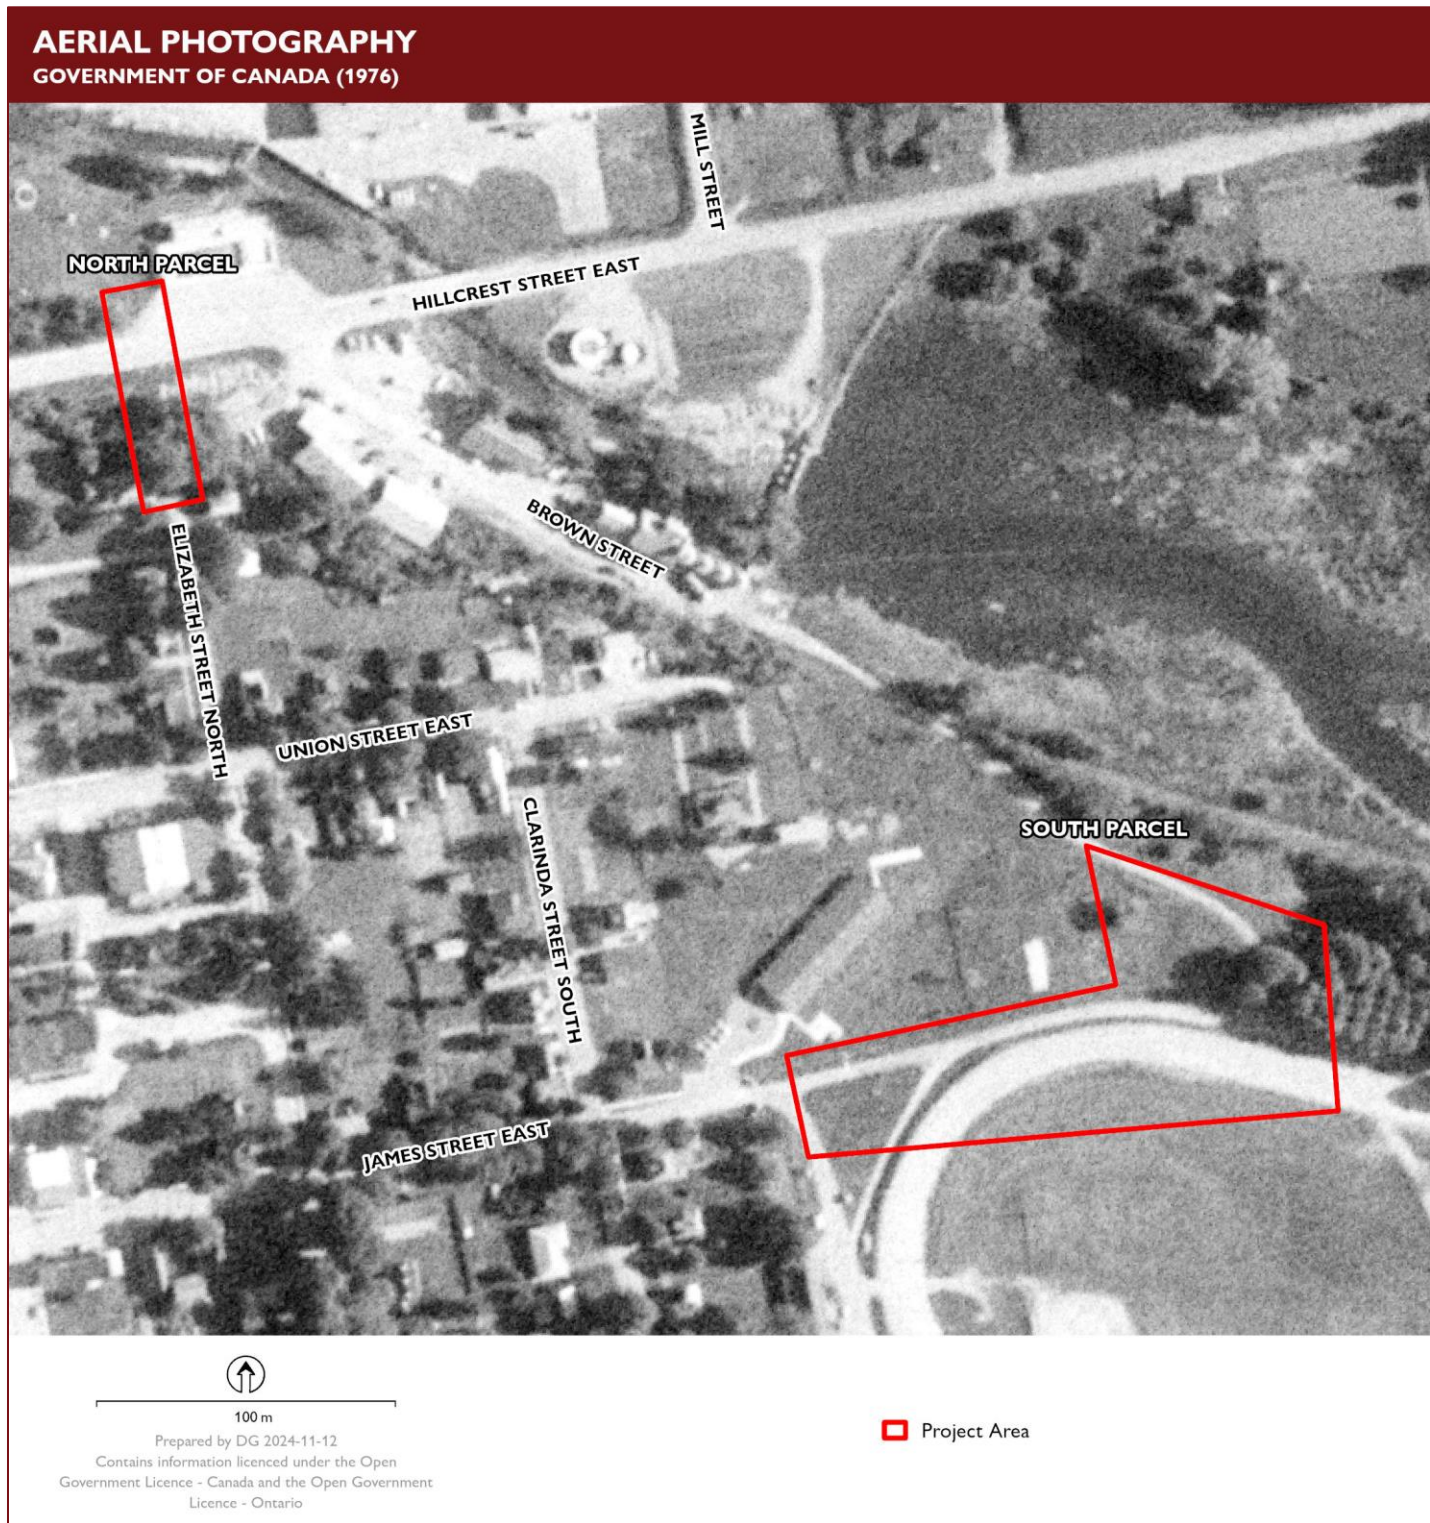 AERIAL PHOTOGRAPHY
GOVERNMENT OF CANADA (1976)
MILL STREET
NORTH PARCEL
HILLCREST STREET EAST
BROWN STREET
ELIZABETH STREET NORTH
UNION STREET EAST
CLARINDA STREET SOUTH
SOUTH PARCEL
JAMES STREET EAST
100 m
Prepared by DG 2024-11-12
Contains information licenced under the Open
Government Licence - Canada and the Open Government
Licence - Ontario
Project Area